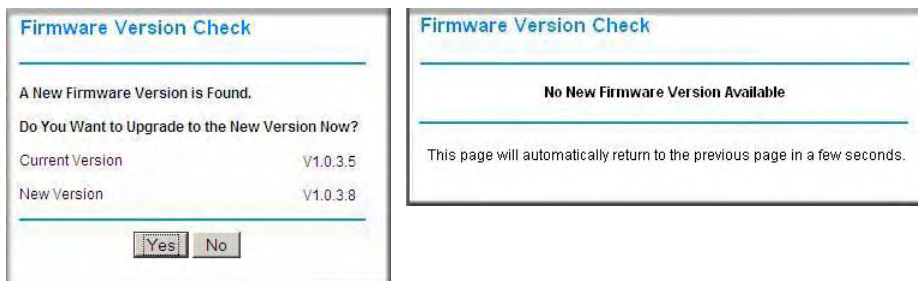 Firmware Version Check
A New Firmware Version is Found.
Do You Want to Upgrade to the New Version Now?
Current Version V1.0.3.5
New Version V1.0.3.8
Yes No
Firmware Version Check
No New Firmware Version Available
This page will automatically return to the previous page in a few seconds.